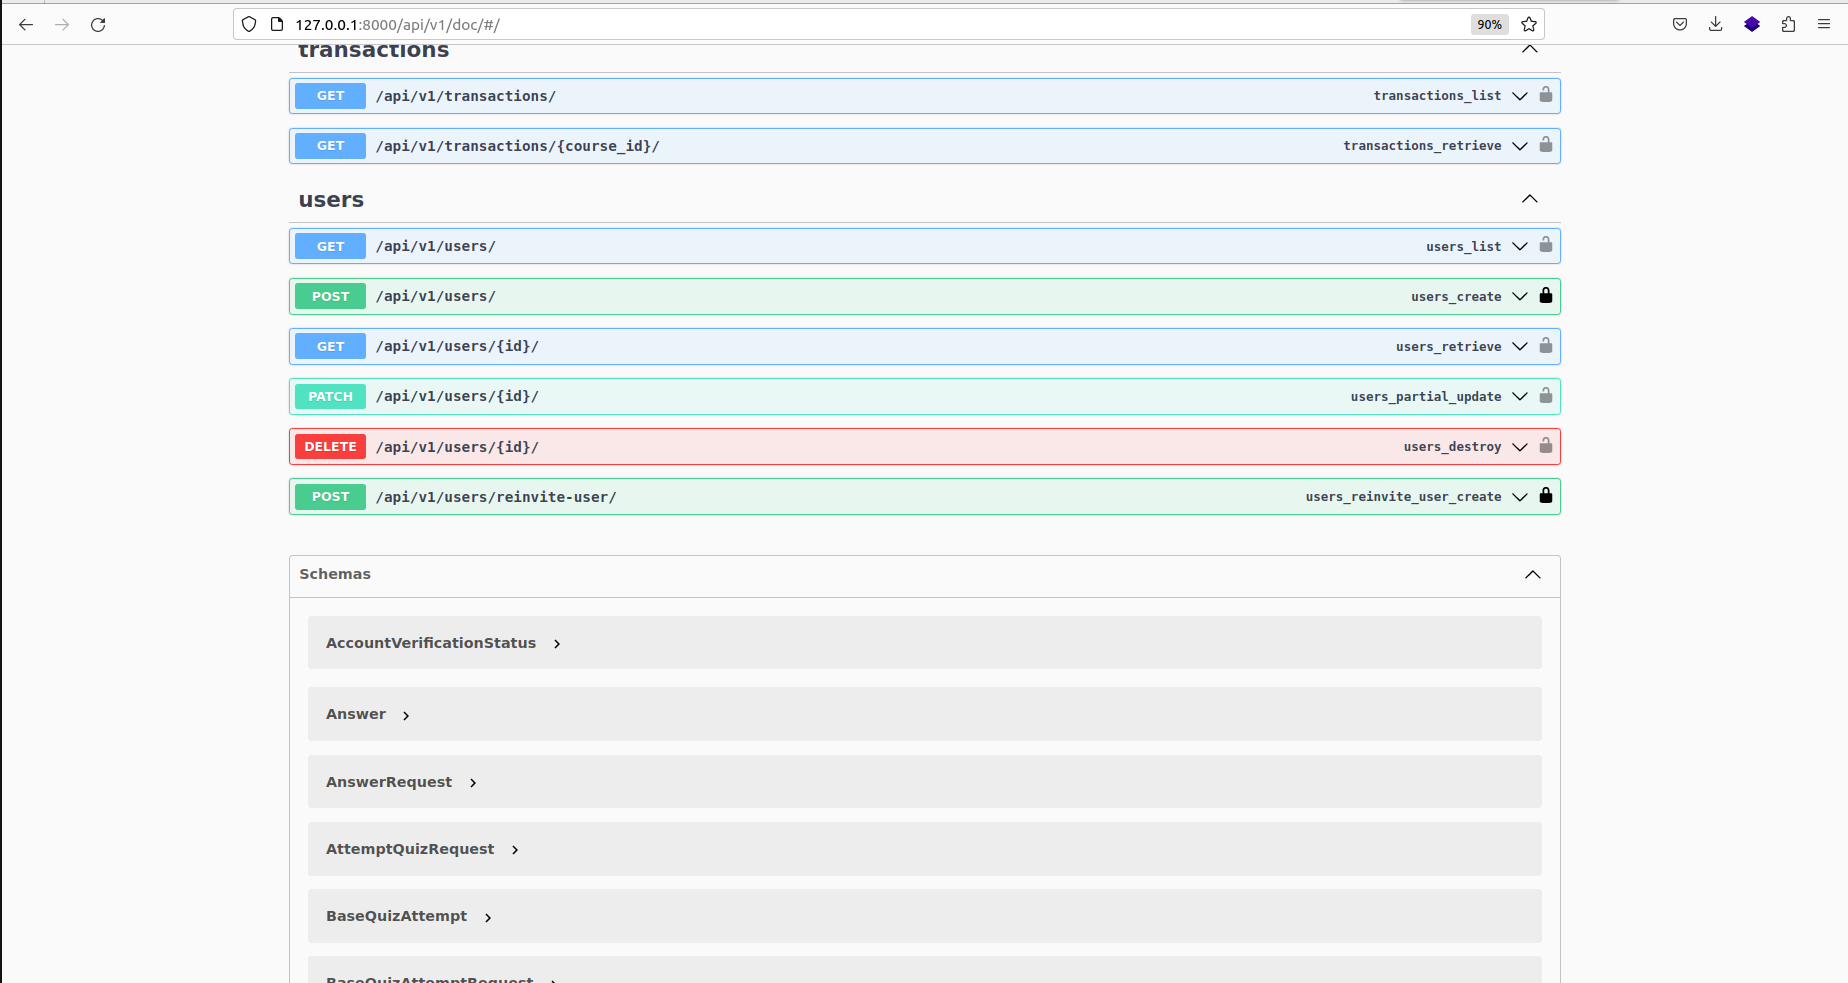 127.0.0.1:8000/api/v1/doc/#/ 90%
transactions
GET /api/v1/transactions/ transactions_list
GET /api/v1/transactions/{course_id}/ transactions_retrieve
users
GET /api/v1/users/ users_list
POST /api/v1/users/ users_create
GET /api/v1/users/{id}/ users_retrieve
PATCH /api/v1/users/{id}/ users_partial_update
DELETE /api/v1/users/{id}/ users_destroy
POST /api/v1/users/reinvite-user/ users_reinvite_user_create
Schemas
AccountVerificationStatus
Answer
AnswerRequest
AttemptQuizRequest
BaseQuizAttempt
BaseQuizAttemptRequest